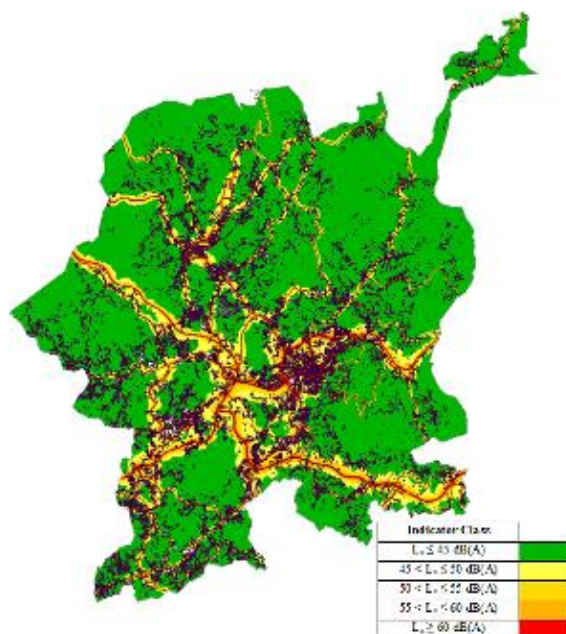 Indicator Class
Lₙ ≤ 45 dB(A)
45 < Lₙ ≤ 50 dB(A)
50 < Lₙ ≤ 55 dB(A)
55 < Lₙ ≤ 60 dB(A)
Lₙ ≥ 60 dB(A)